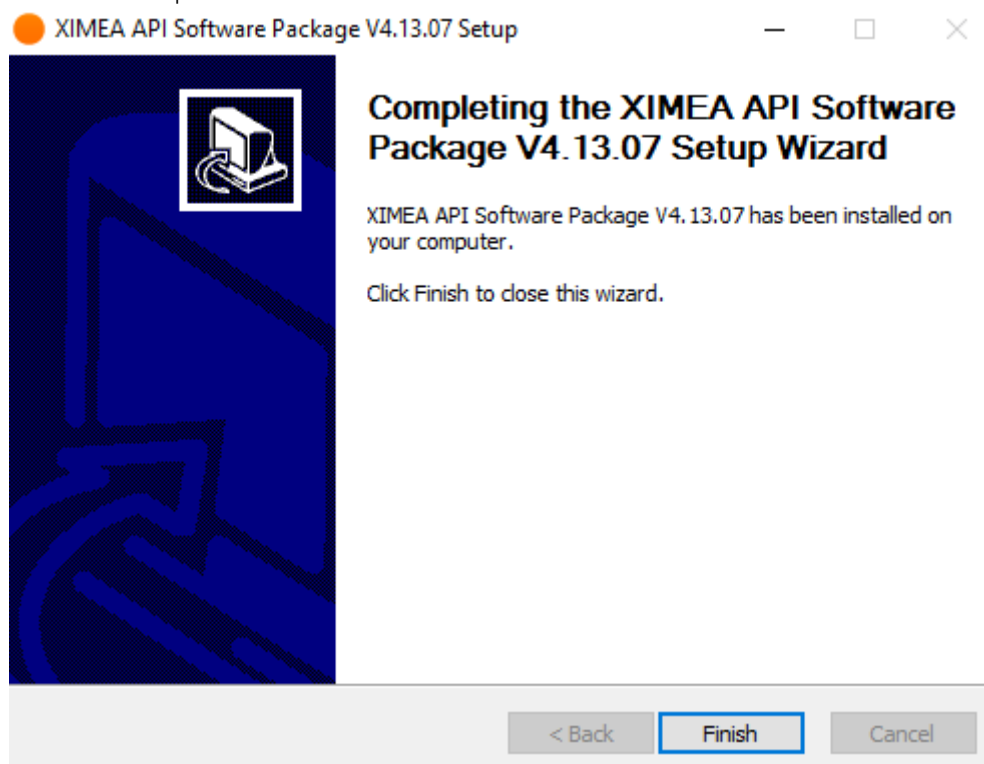 XIMEA API Software Package V4.13.07 Setup
Completing the XIMEA API Software
Package V4.13.07 Setup Wizard
XIMEA API Software Package V4.13.07 has been installed on
your computer.
Click Finish to close this wizard.
< Back
Finish
Cancel